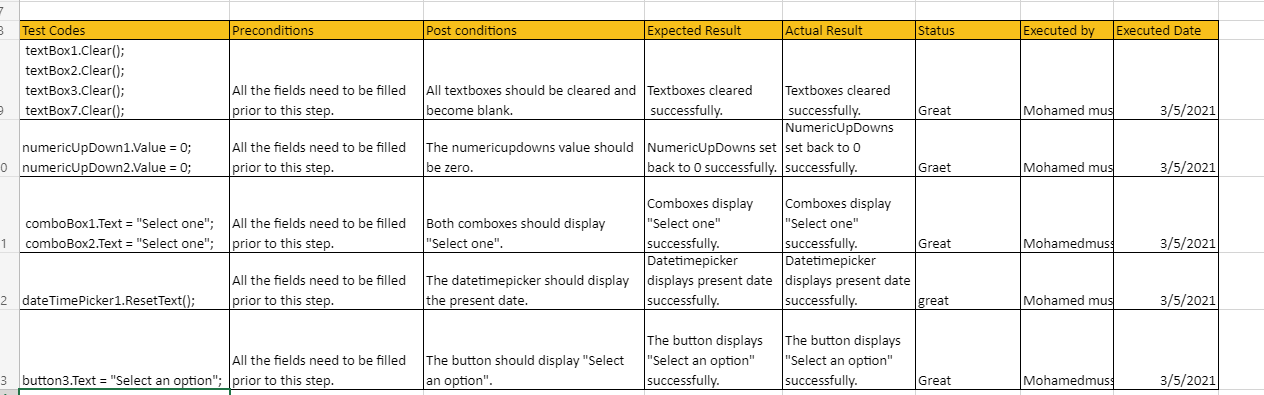 7
8 Test Codes Preconditions Post conditions Expected Result Actual Result Status Executed by Executed Date
textBox1.Clear();
textBox2.Clear();
textBox3.Clear();
textBox7.Clear();
All the fields need to be filled
prior to this step.
All textboxes should be cleared and
become blank.
Textboxes cleared
successfully.
Textboxes cleared
successfully.
Great
Mohamed mus
3/5/2021
numericUpDown1.Value = 0;
numericUpDown2.Value = 0;
All the fields need to be filled
prior to this step.
The numericupdowns value should
be zero.
NumericUpDowns set
back to 0 successfully.
NumericUpDowns
set back to 0
successfully.
Graet
Mohamed mus
3/5/2021
comboBox1.Text = "Select one";
comboBox2.Text = "Select one";
All the fields need to be filled
prior to this step.
Both comboxes should display
"Select one".
Comboxes display
"Select one"
successfully.
Comboxes display
"Select one"
successfully.
Great
Mohamedmuss
3/5/2021
dateTimePicker1.ResetText();
All the fields need to be filled
prior to this step.
The datetimepicker should display
the present date.
Datetimepicker
displays present date
successfully.
Datetimepicker
displays present date
successfully.
great
Mohamed mus
3/5/2021
button3.Text = "Select an option";
All the fields need to be filled
prior to this step.
The button should display "Select
an option".
The button displays
"Select an option"
successfully.
The button displays
"Select an option"
successfully.
Great
Mohamedmuss
3/5/2021